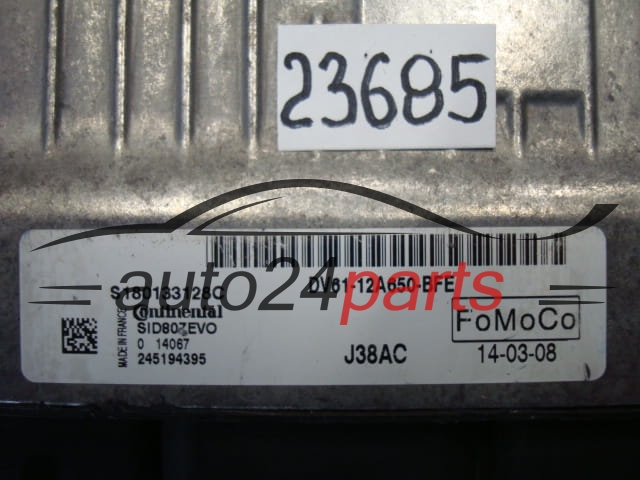 23685
DV61-12A650-BFE
S180133128C
Continental
SID807EVO
0 14067
245194395
MADE IN FRANCE
J38AC
FoMoCo
14-03-08
auto24parts